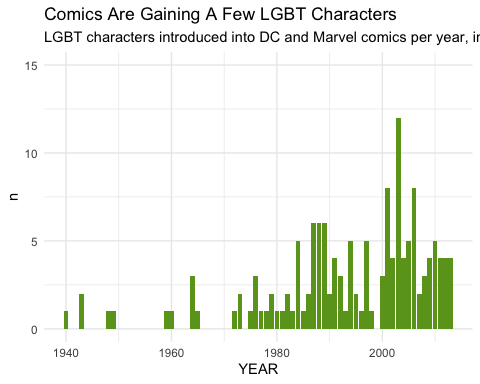 Comics Are Gaining A Few LGBT Characters
LGBT characters introduced into DC and Marvel comics per year, in
15
10
5
0
n
1940
1960
1980
2000
YEAR